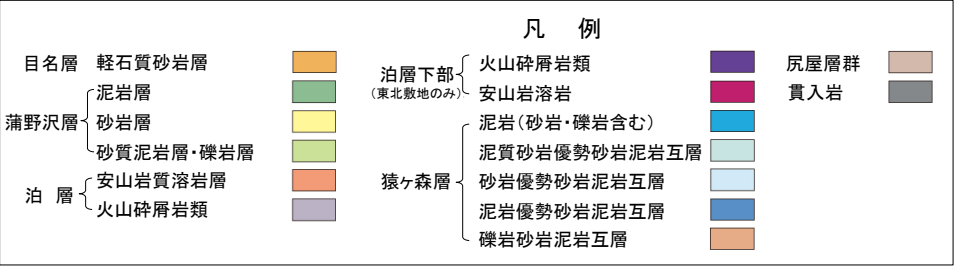 凡 例
目名層 軽石質砂岩層
蒲野沢層
泥岩層
砂岩層
砂質泥岩層・礫岩層
泊 層
安山岩質溶岩層
火山砕屑岩類
泊層下部
(東北敷地のみ)
火山砕屑岩類
安山岩溶岩
猿ヶ森層
泥岩(砂岩・礫岩含む)
泥質砂岩優勢砂岩泥岩互層
砂岩優勢砂岩泥岩互層
泥岩優勢砂岩泥岩互層
礫岩砂岩泥岩互層
尻屋層群
貫入岩